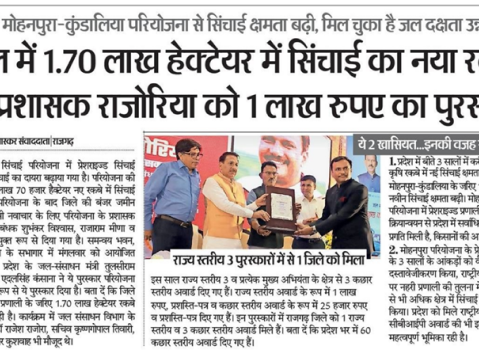 मोहनपुरा-कुंडालिया परियोजना से सिंचाई क्षमता बढ़ी, मिल चुका है जल दक्षता
में 1.70 लाख हेक्टेयर में सिंचाई का नया
प्रशासक राजोरिया को 1 लाख रुपए का
संवाददाता|राजगढ़
सिंचाई परियोजना में प्रेशराइज्ड सिंचाई
का दायरा बढ़ाया गया है। परियोजना की
लाख 70 हजार हैक्टेयर नए रकबे में सिंचाई
परियोजना के बाद जिले की बंजर जमीन
नवाचार के लिए परियोजना के प्रशासक
शुभंकर विश्वास, राजाराम मीणा व
रूप से दिया गया है। समन्वय भवन,
के सभागार में मंगलवार को आयोजित
प्रदेश के जल-संसाधन मंत्री तुलसीराम
एदलसिंह कंसाना ने ये पुरस्कार परियोजना
रूप से ये पुरस्कार दिया। बता दें कि जिले
प्रणाली के जरिए 1.70 लाख हेक्टेयर रकबे
रही है। कार्यक्रम में जल संसाधन विभाग के
राजेश राजोरा, सचिव कृष्णगोपाल तिवारी,
कुशवाह भी मौजूद थे।
राज्य स्तरीय 3 पुरस्कारों में से 1 जिले को मिला
इस साल राज्य स्तरीय 3 व प्रत्येक मुख्य अभियंता के क्षेत्र से 3 कछार
स्तरीय अवार्ड दिए गए हैं। राज्य स्तरीय अवार्ड के रूप में 1 लाख
रुपए, प्रशस्ति-पत्र व कछार स्तरीय अवार्ड के रूप में 25 हजार रुपए
व प्रशस्ति-पत्र दिए गए। इन पुरस्कारों में राजगढ़ जिले को 1 राज्य
स्तरीय व 3 कछार स्तरीय अवार्ड मिले हैं। बता दें कि प्रदेश भर में 60
कछार स्तरीय अवार्ड दिए गए हैं।
ये 2 खासियत...इनकी वजह
1. प्रदेश में बीते 3 सालों में
कृषि रकबे में नई सिंचाई क्षमता
मोहनपुरा-कुंडालिया के जरिए
नवीन सिंचाई क्षमता बढ़ी।
परियोजना में प्रेशराइज्ड प्रणाली
क्रियान्वयन से प्रदेश में सर्वाधिक
प्रगति मिली है, किसानों की
2. मोहनपुरा परियोजना के
के 3 सालों के आंकड़ों को
दस्तावेजीकरण किया,
पर नहरी प्रणाली की तुलना में
से भी अधिक क्षेत्र में सिंचाई
किया। प्रदेश को मिले राष्ट्रीय
सीबीआईपी अवार्ड की भी
महत्वपूर्ण भूमिका रही है।